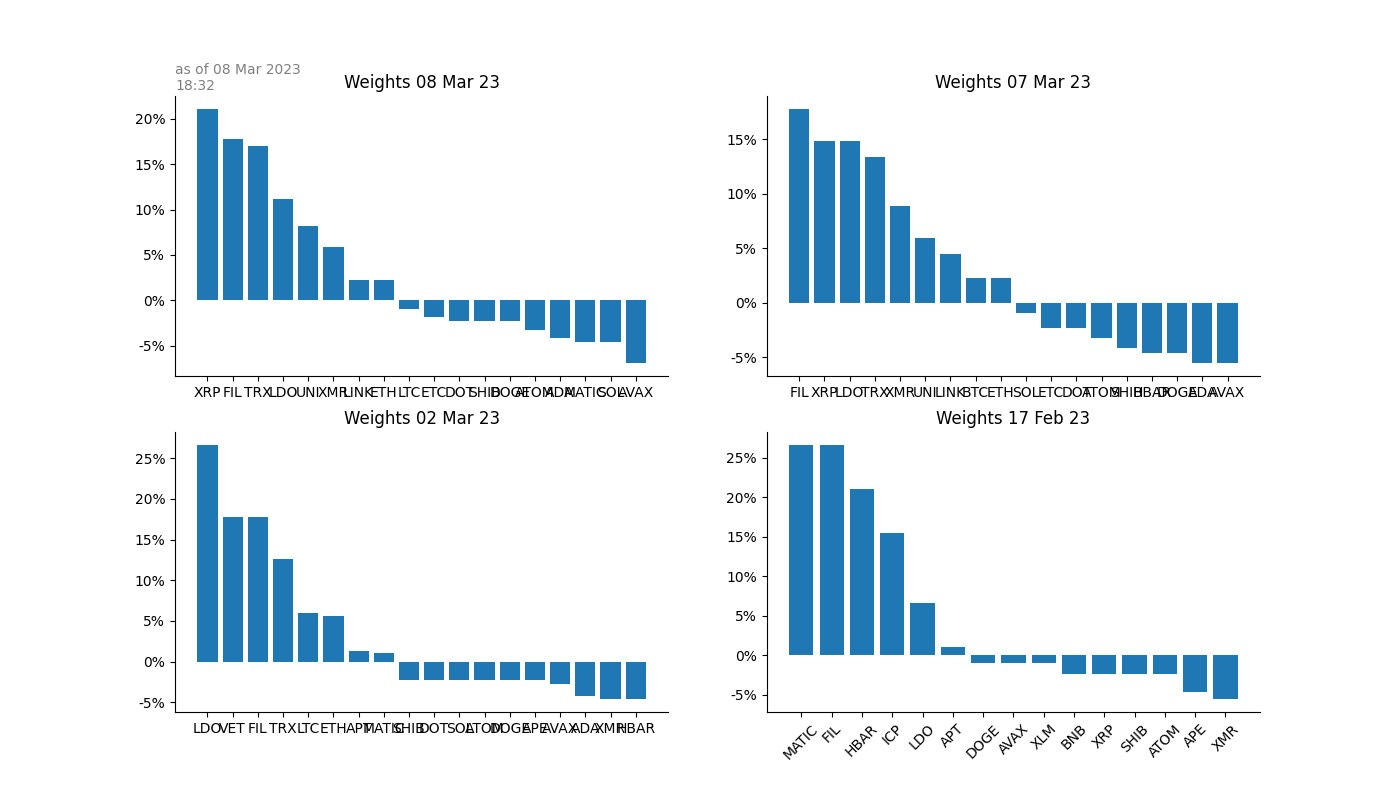 as of 08 Mar 2023
18:32
Weights 08 Mar 23
20%
15%
10%
5%
0%
-5%
XRP FIL TRX LDO UNI XMR LINK ETH LTC ETC DOT SHIB DOGE ATOM ADA MATIC SOL AVAX
Weights 07 Mar 23
15%
10%
5%
0%
-5%
FIL XRP LDO TRX XMR UNI LINK BTC ETH SOL ETC DOT ATOM SHIB HBAR DOGE ADA AVAX
Weights 02 Mar 23
25%
20%
15%
10%
5%
0%
-5%
LDO VET FIL TRX LTC ETH APT MATIC SHIB DOT SOL ATOM DOGE APE AVAX ADA XMR HBAR
Weights 17 Feb 23
25%
20%
15%
10%
5%
0%
-5%
MATIC FIL HBAR ICP LDO APT DOGE AVAX XLM BNB XRP SHIB ATOM APE XMR